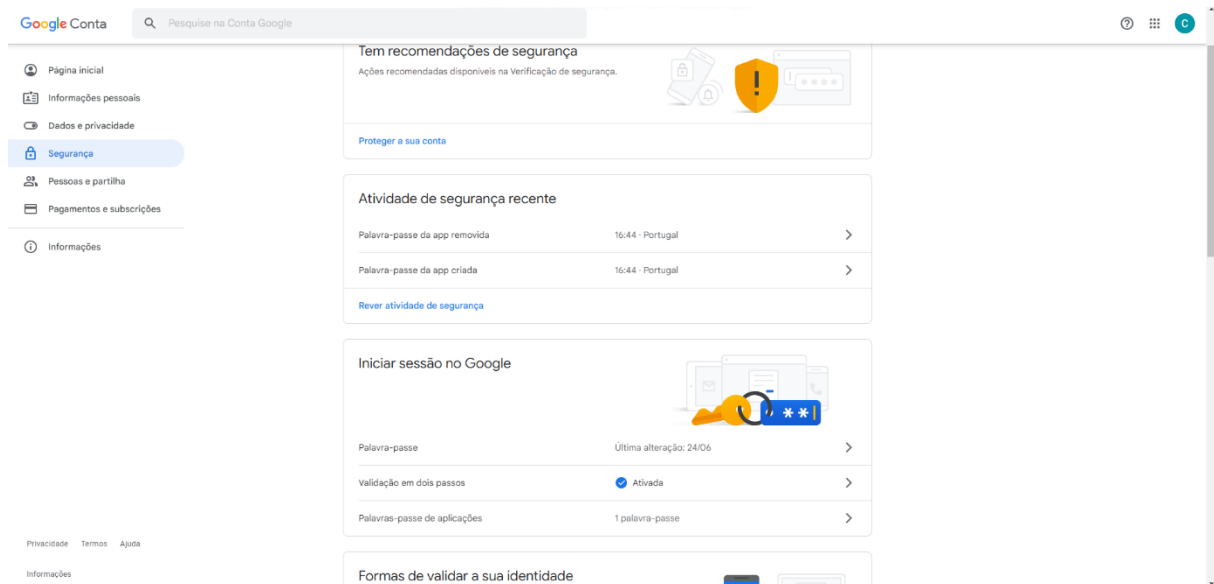 Google Conta
Pesquise na Conta Google
C
Página inicial
Informações pessoais
Dados e privacidade
Segurança
Pessoas e partilha
Pagamentos e subscrições
Informações
Privacidade Termos Ajuda
Informações
Tem recomendações de segurança
Ações recomendadas disponíveis na Verificação de segurança.
Proteger a sua conta
Atividade de segurança recente
Palavra-passe da app removida 16:44 · Portugal
Palavra-passe da app criada 16:44 · Portugal
Rever atividade de segurança
Iniciar sessão no Google
Palavra-passe Última alteração: 24/06
Validação em dois passos Ativada
Palavras-passe de aplicações 1 palavra-passe
Formas de validar a sua identidade